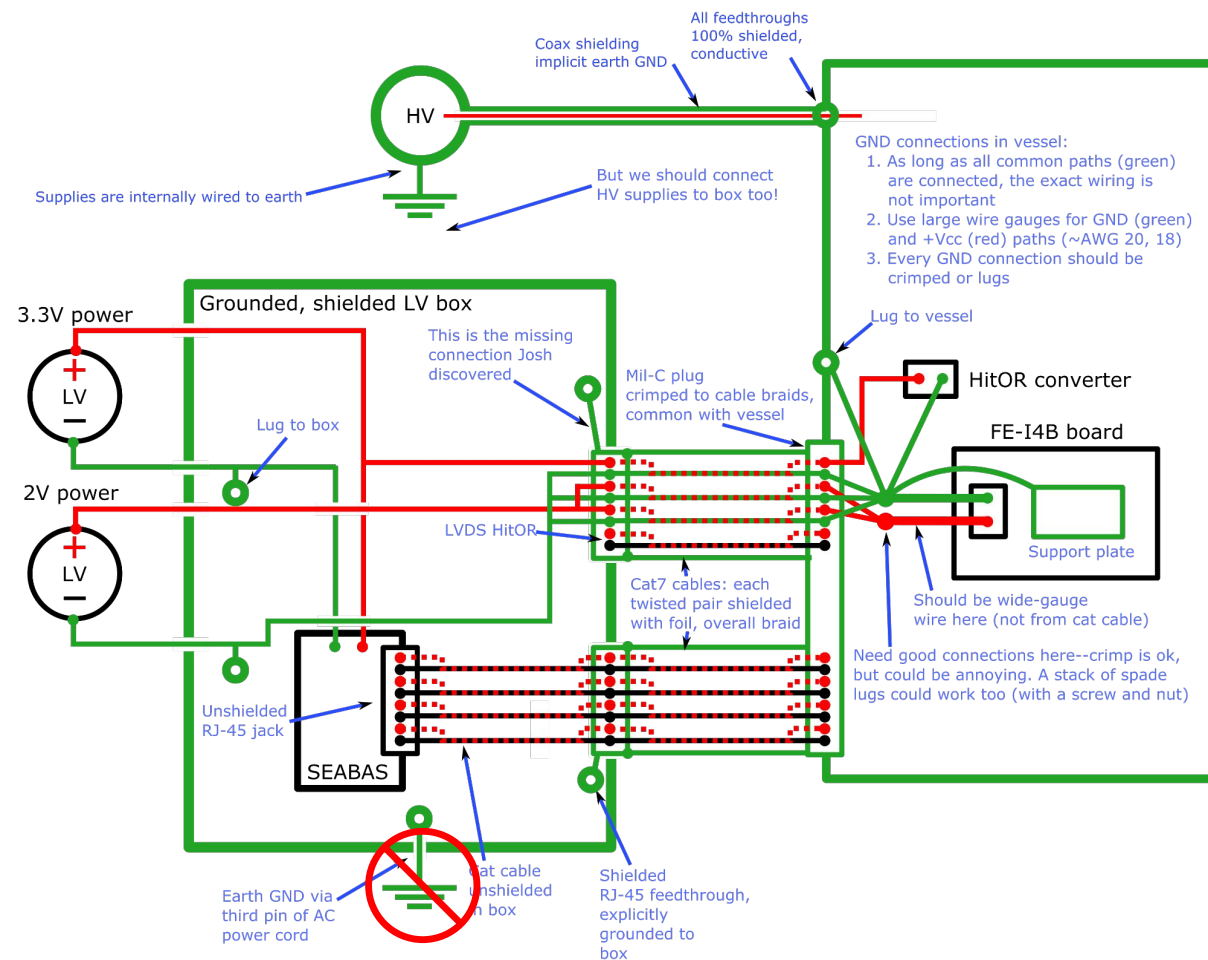 All feedthroughs
100% shielded,
conductive
Coax shielding
implicit earth GND
HV
Supplies are internally wired to earth
But we should connect
HV supplies to box too!
GND connections in vessel:
1. As long as all common paths (green)
are connected, the exact wiring is
not important
2. Use large wire gauges for GND (green)
and +Vcc (red) paths (~AWG 20, 18)
3. Every GND connection should be
crimped or lugs
Grounded, shielded LV box
3.3V power
+
LV
−
This is the missing
connection Josh
discovered
Lug to vessel
Mil-C plug
crimped to cable braids,
common with vessel
HitOR converter
FE-I4B board
Lug to box
2V power
+
LV
−
LVDS HitOR
Support plate
Cat7 cables: each
twisted pair shielded
with foil, overall braid
Should be wide-gauge
wire here (not from cat cable)
Need good connections here--crimp is ok,
but could be annoying. A stack of spade
lugs could work too (with a screw and nut)
Unshielded
RJ-45 jack
SEABAS
Earth GND via
third pin of AC
power cord
Cat cable
unshielded
in box
Shielded
RJ-45 feedthrough,
explicitly
grounded to
box